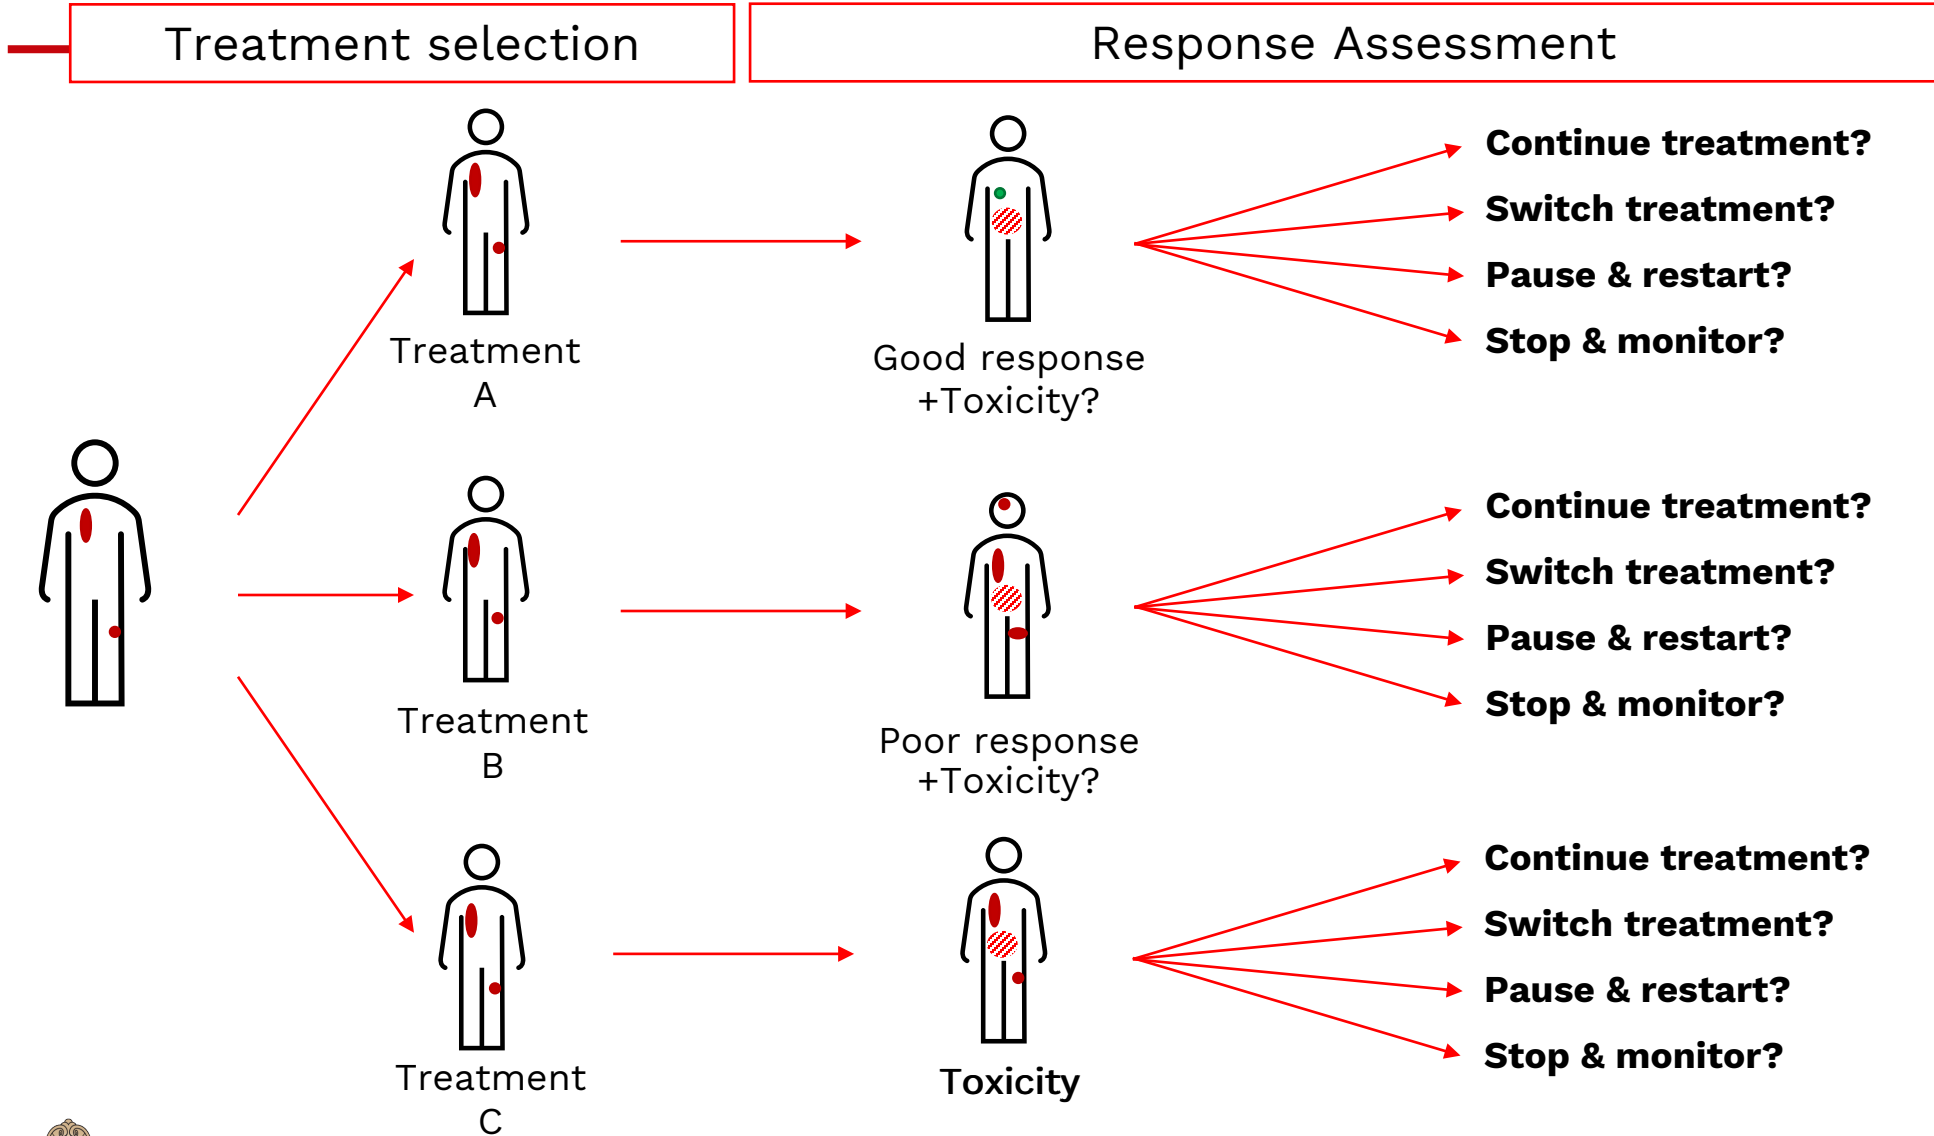 Treatment selection
Response Assessment
Treatment
A
Good response
+Toxicity?
Continue treatment?
Switch treatment?
Pause & restart?
Stop & monitor?
Treatment
B
Poor response
+Toxicity?
Continue treatment?
Switch treatment?
Pause & restart?
Stop & monitor?
Treatment
C
Toxicity
Continue treatment?
Switch treatment?
Pause & restart?
Stop & monitor?